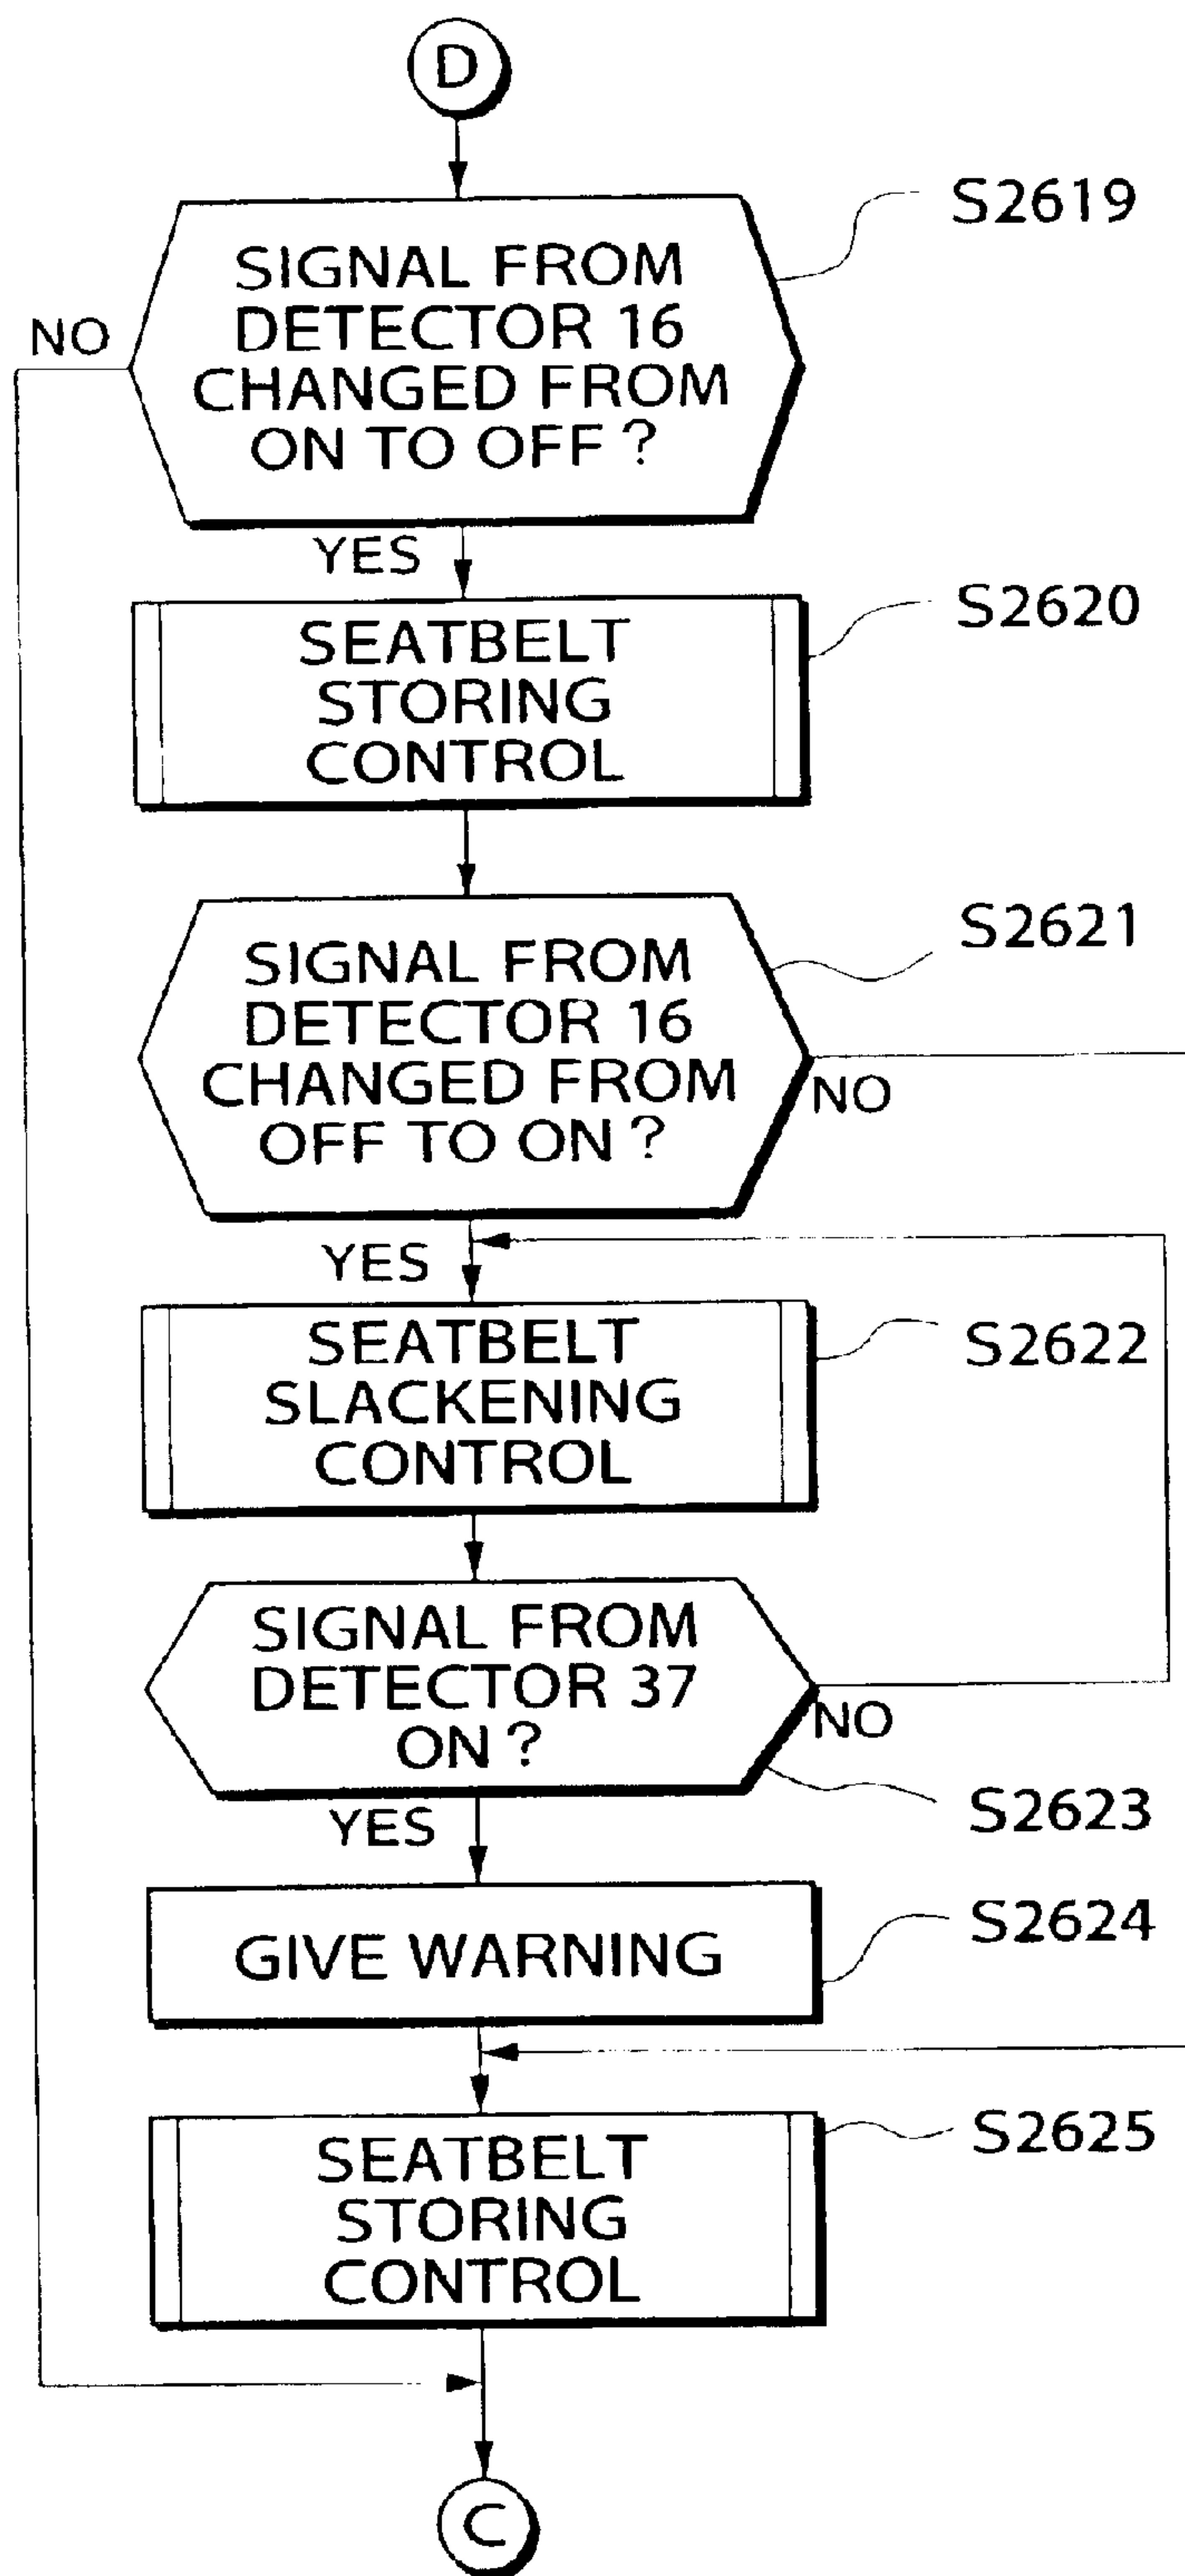 D
S2619
SIGNAL FROM
DETECTOR 16
CHANGED FROM
ON TO OFF ?
NO
YES
S2620
SEATBELT
STORING
CONTROL
S2621
SIGNAL FROM
DETECTOR 16
CHANGED FROM
OFF TO ON ?
NO
YES
S2622
SEATBELT
SLACKENING
CONTROL
SIGNAL FROM
DETECTOR 37
ON ?
NO
S2623
YES
S2624
GIVE WARNING
S2625
SEATBELT
STORING
CONTROL
C